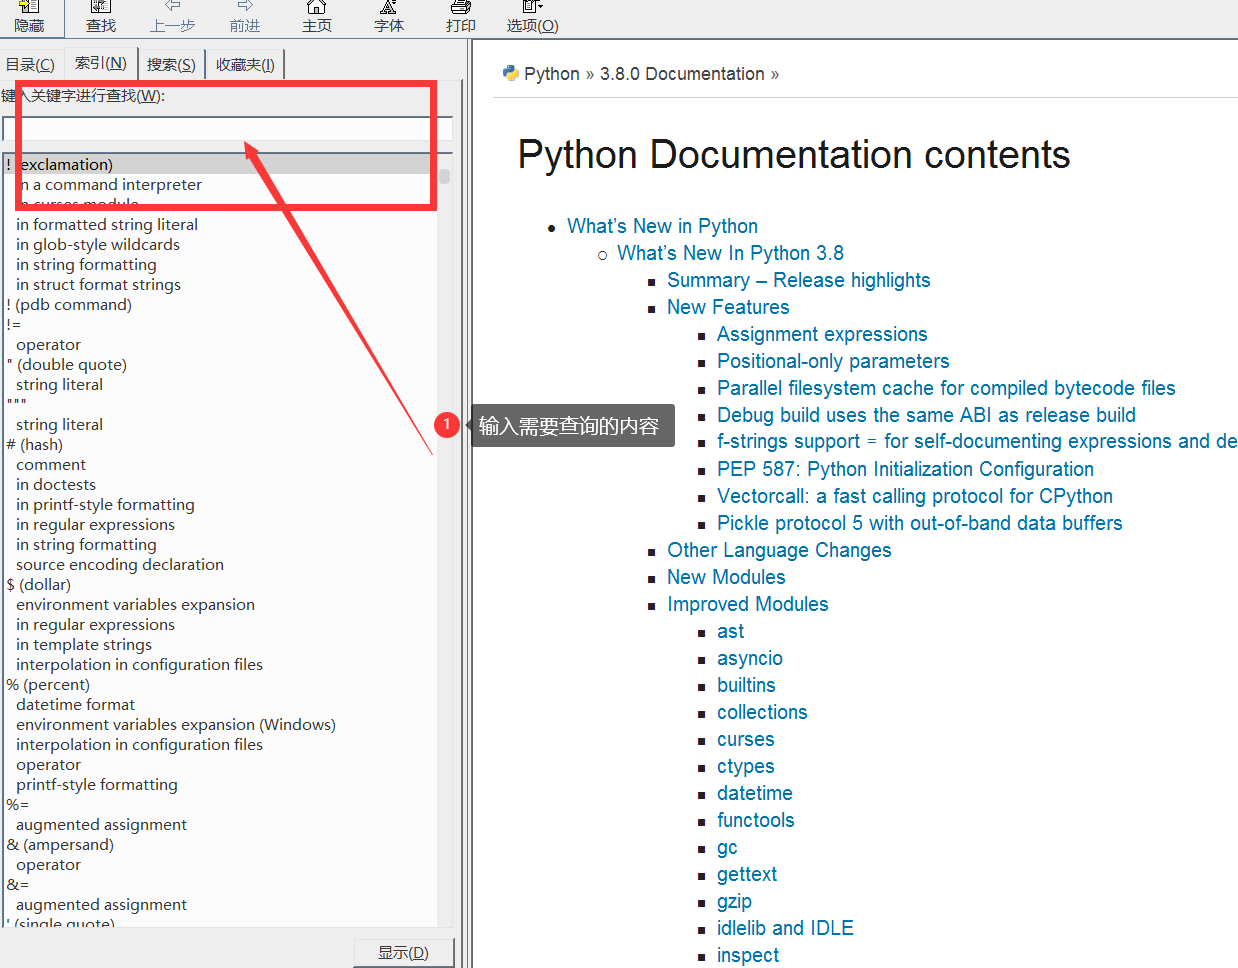 隐藏 查找 上一步 前进 主页 字体 打印 选项(O)
目录(C) 索引(N) 搜索(S) 收藏夹(I)
键入关键字进行查找(W):
! (exclamation)
in a command interpreter
in curses module
in formatted string literal
in glob-style wildcards
in string formatting
in struct format strings
! (pdb command)
!=
operator
" (double quote)
string literal
"""
string literal
# (hash)
comment
in doctests
in printf-style formatting
in regular expressions
in string formatting
source encoding declaration
$ (dollar)
environment variables expansion
in regular expressions
in template strings
interpolation in configuration files
% (percent)
datetime format
environment variables expansion (Windows)
interpolation in configuration files
operator
printf-style formatting
%=
augmented assignment
& (ampersand)
operator
&=
augmented assignment
' (single quote)
显示(D)
1 输入需要查询的内容
Python » 3.8.0 Documentation »
Python Documentation contents
What’s New in Python
What’s New In Python 3.8
Summary – Release highlights
New Features
Assignment expressions
Positional-only parameters
Parallel filesystem cache for compiled bytecode files
Debug build uses the same ABI as release build
f-strings support = for self-documenting expressions and de
PEP 587: Python Initialization Configuration
Vectorcall: a fast calling protocol for CPython
Pickle protocol 5 with out-of-band data buffers
Other Language Changes
New Modules
Improved Modules
ast
asyncio
builtins
collections
curses
ctypes
datetime
functools
gc
gettext
gzip
idlelib and IDLE
inspect